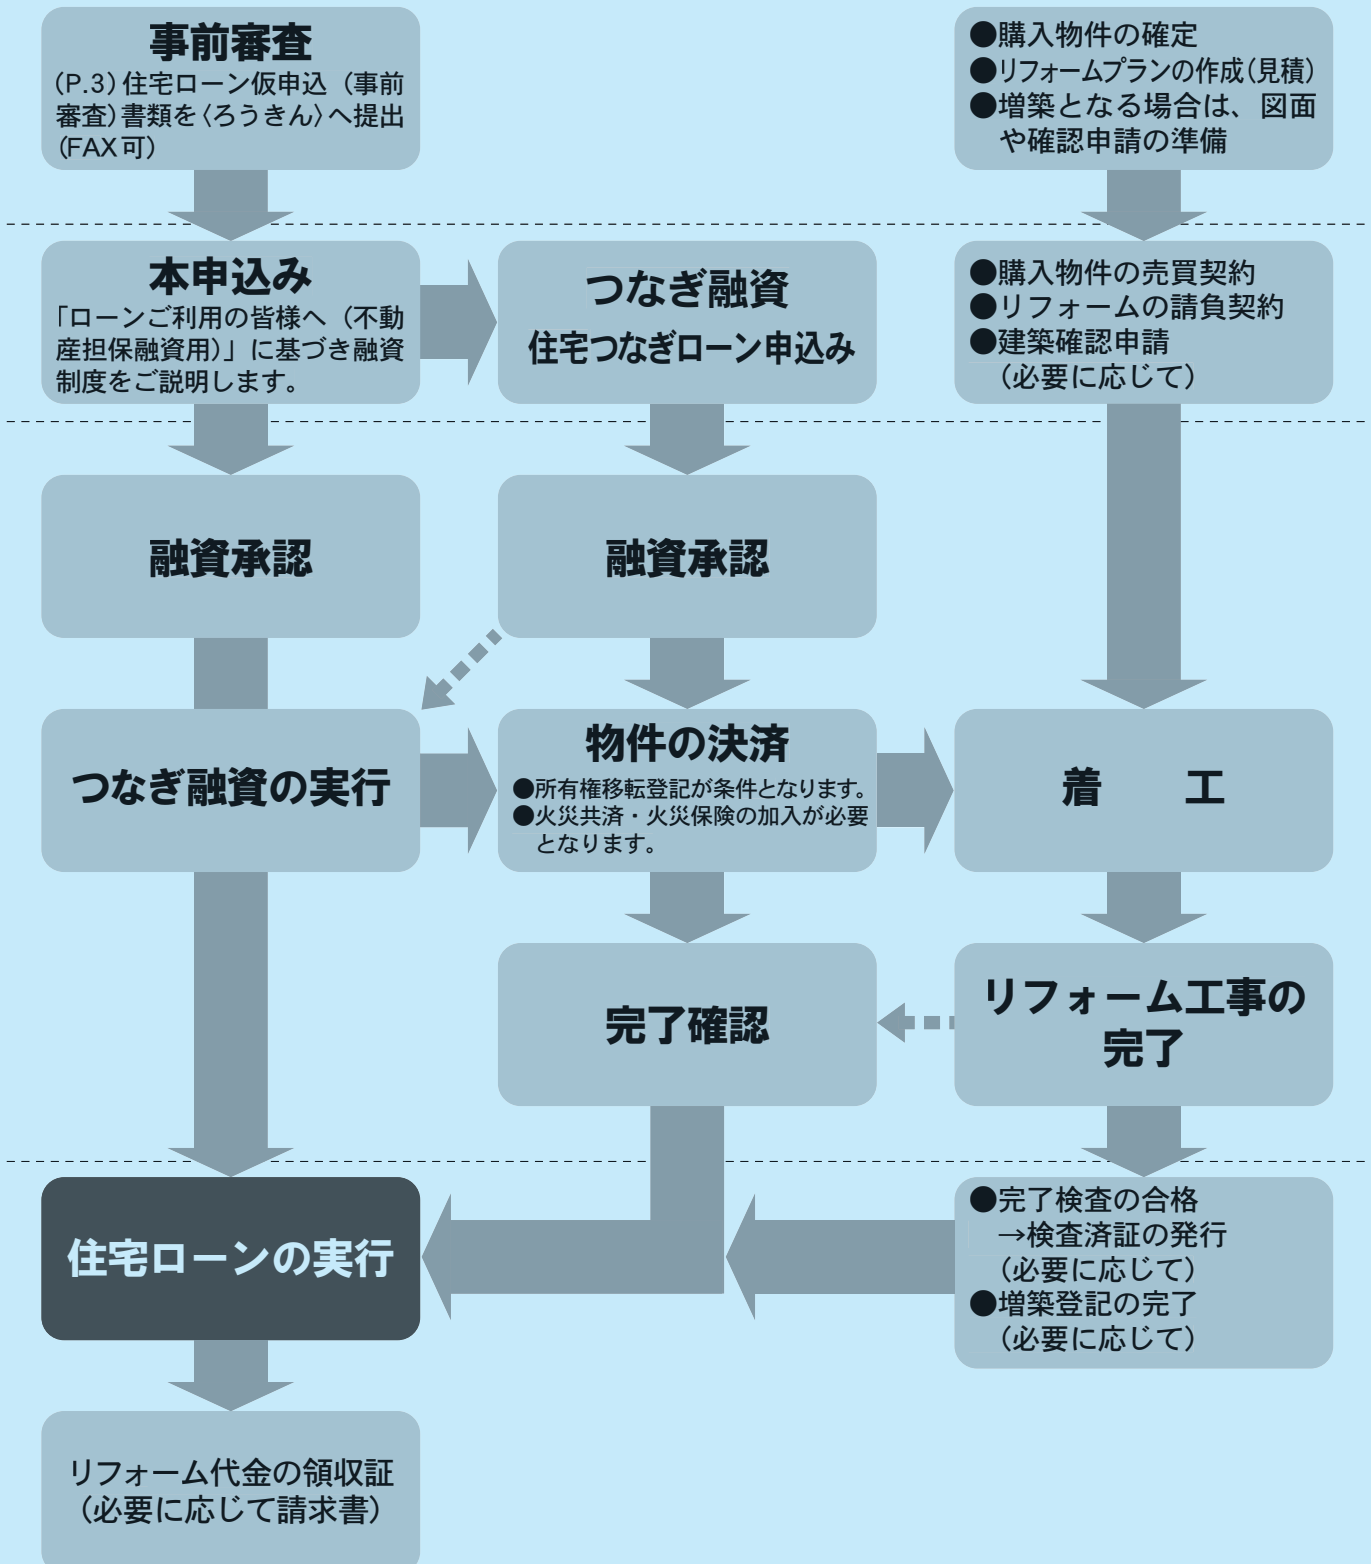 事前審査
(P.3)住宅ローン仮申込(事前
審査)書類を〈ろうきん〉へ提出
(FAX可)
●購入物件の確定
●リフォームプランの作成(見積)
●増築となる場合は、図面
や確認申請の準備
本申込み
「ローンご利用の皆様へ(不動
産担保融資用)」に基づき融資
制度をご説明します。
つなぎ融資
住宅つなぎローン申込み
●購入物件の売買契約
●リフォームの請負契約
●建築確認申請
(必要に応じて)
融資承認
融資承認
つなぎ融資の実行
物件の決済
●所有権移転登記が条件となります。
●火災共済・火災保険の加入が必要
となります。
着 工
完了確認
リフォーム工事の
完了
住宅ローンの実行
●完了検査の合格
→検査済証の発行
(必要に応じて)
●増築登記の完了
(必要に応じて)
リフォーム代金の領収証
(必要に応じて請求書)